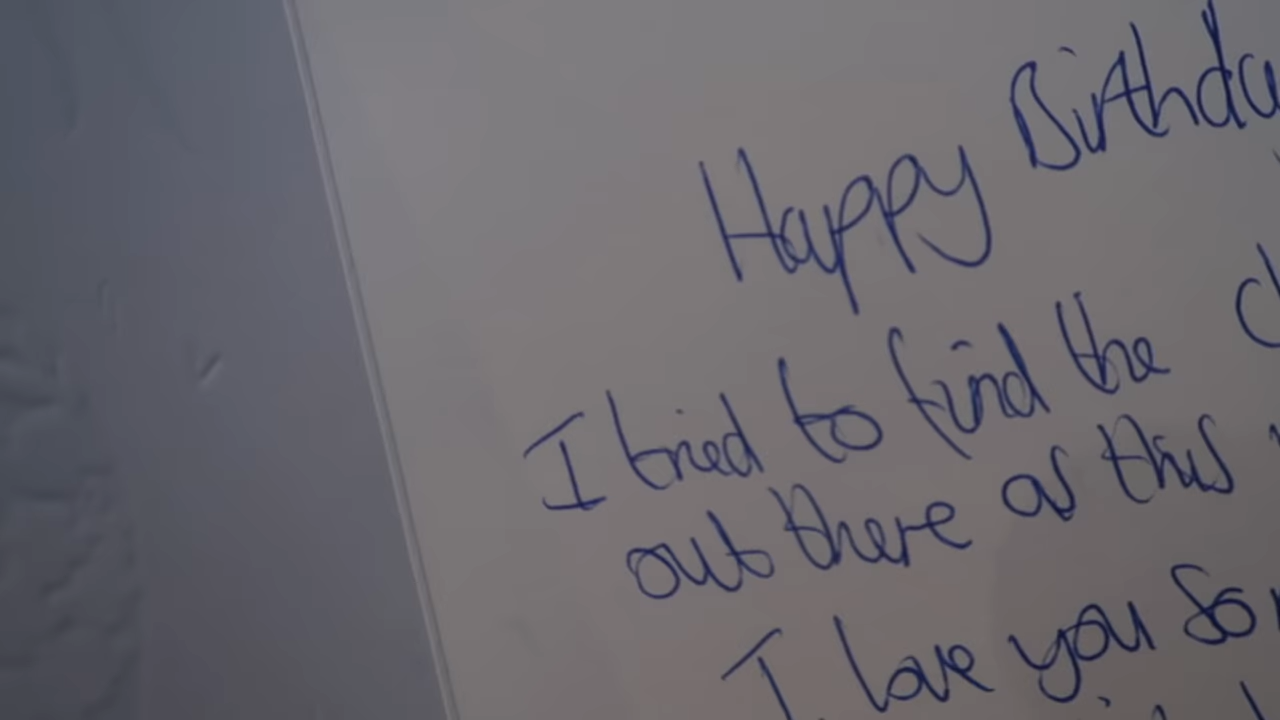 Happy Birthda
I tried to find the
out there as this
I love you so